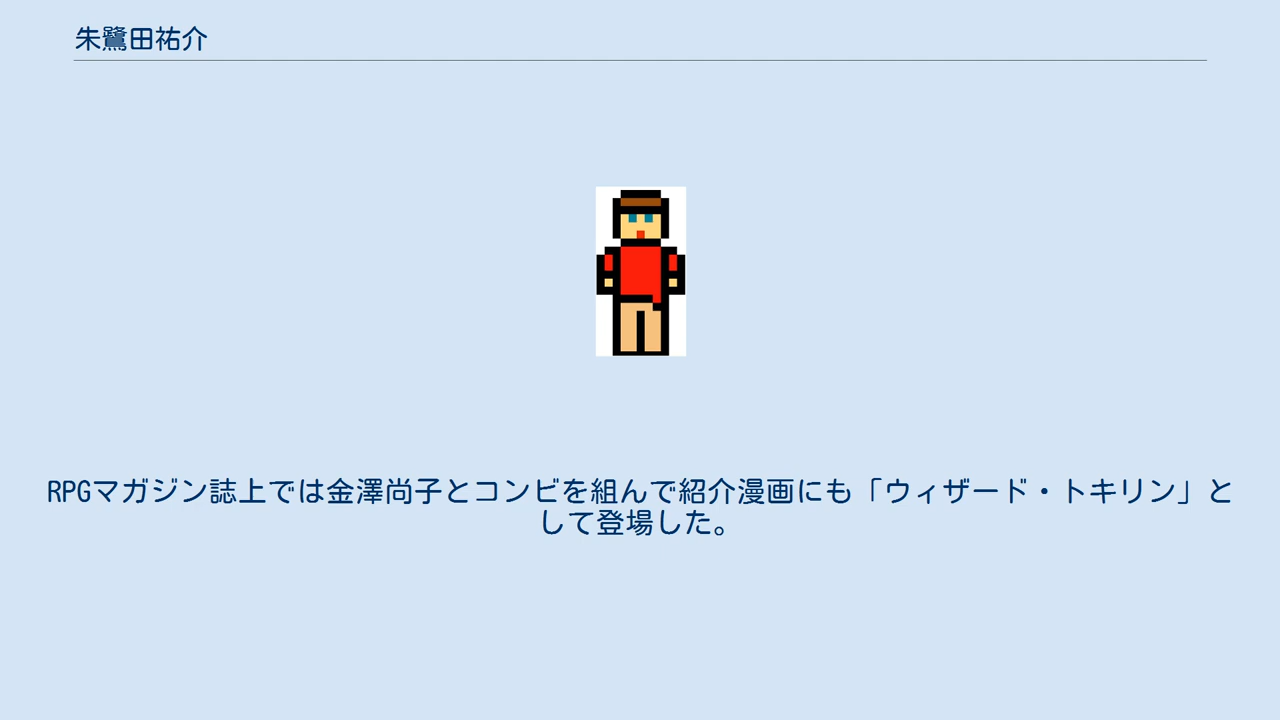 朱鷺田祐介
RPGマガジン誌上では金澤尚子とコンビを組んで紹介漫画にも「ウィザード・トキリン」と
して登場した。